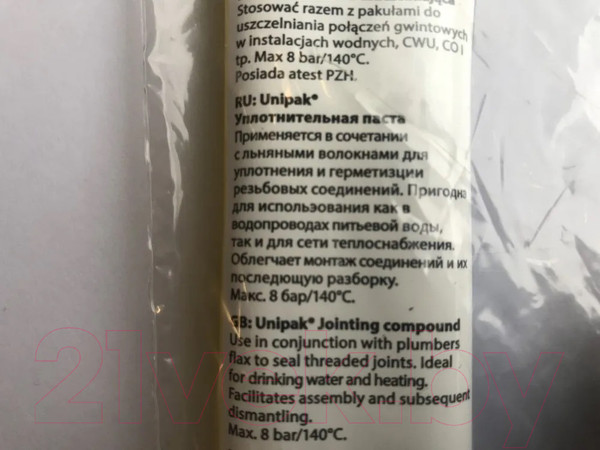 Stosować razem z pakułami do
uszczelniania połączeń gwintowych
w instalacjach wodnych, CWU, CO I
tp. Max 8 bar/140°C.
Posiada atest PZH.
RU: Unipak®
Уплотнительная паста
Применяется в сочетании
с льняными волокнами для
уплотнения и герметизции
резьбовых соединений. Пригодна
для использования как в
водопроводах питьевой воды,
так и для сети теплоснабжения.
Облегчает монтаж соединений и их
последющую разборку.
Макс. 8 бар/140°C.
GB: Unipak® Jointing compound
Use in conjunction with plumbers
flax to seal threaded joints. Ideal
for drinking water and heating.
Facilitates assembly and subsequent
dismantling.
Max. 8 bar/140°C.
21vek.by